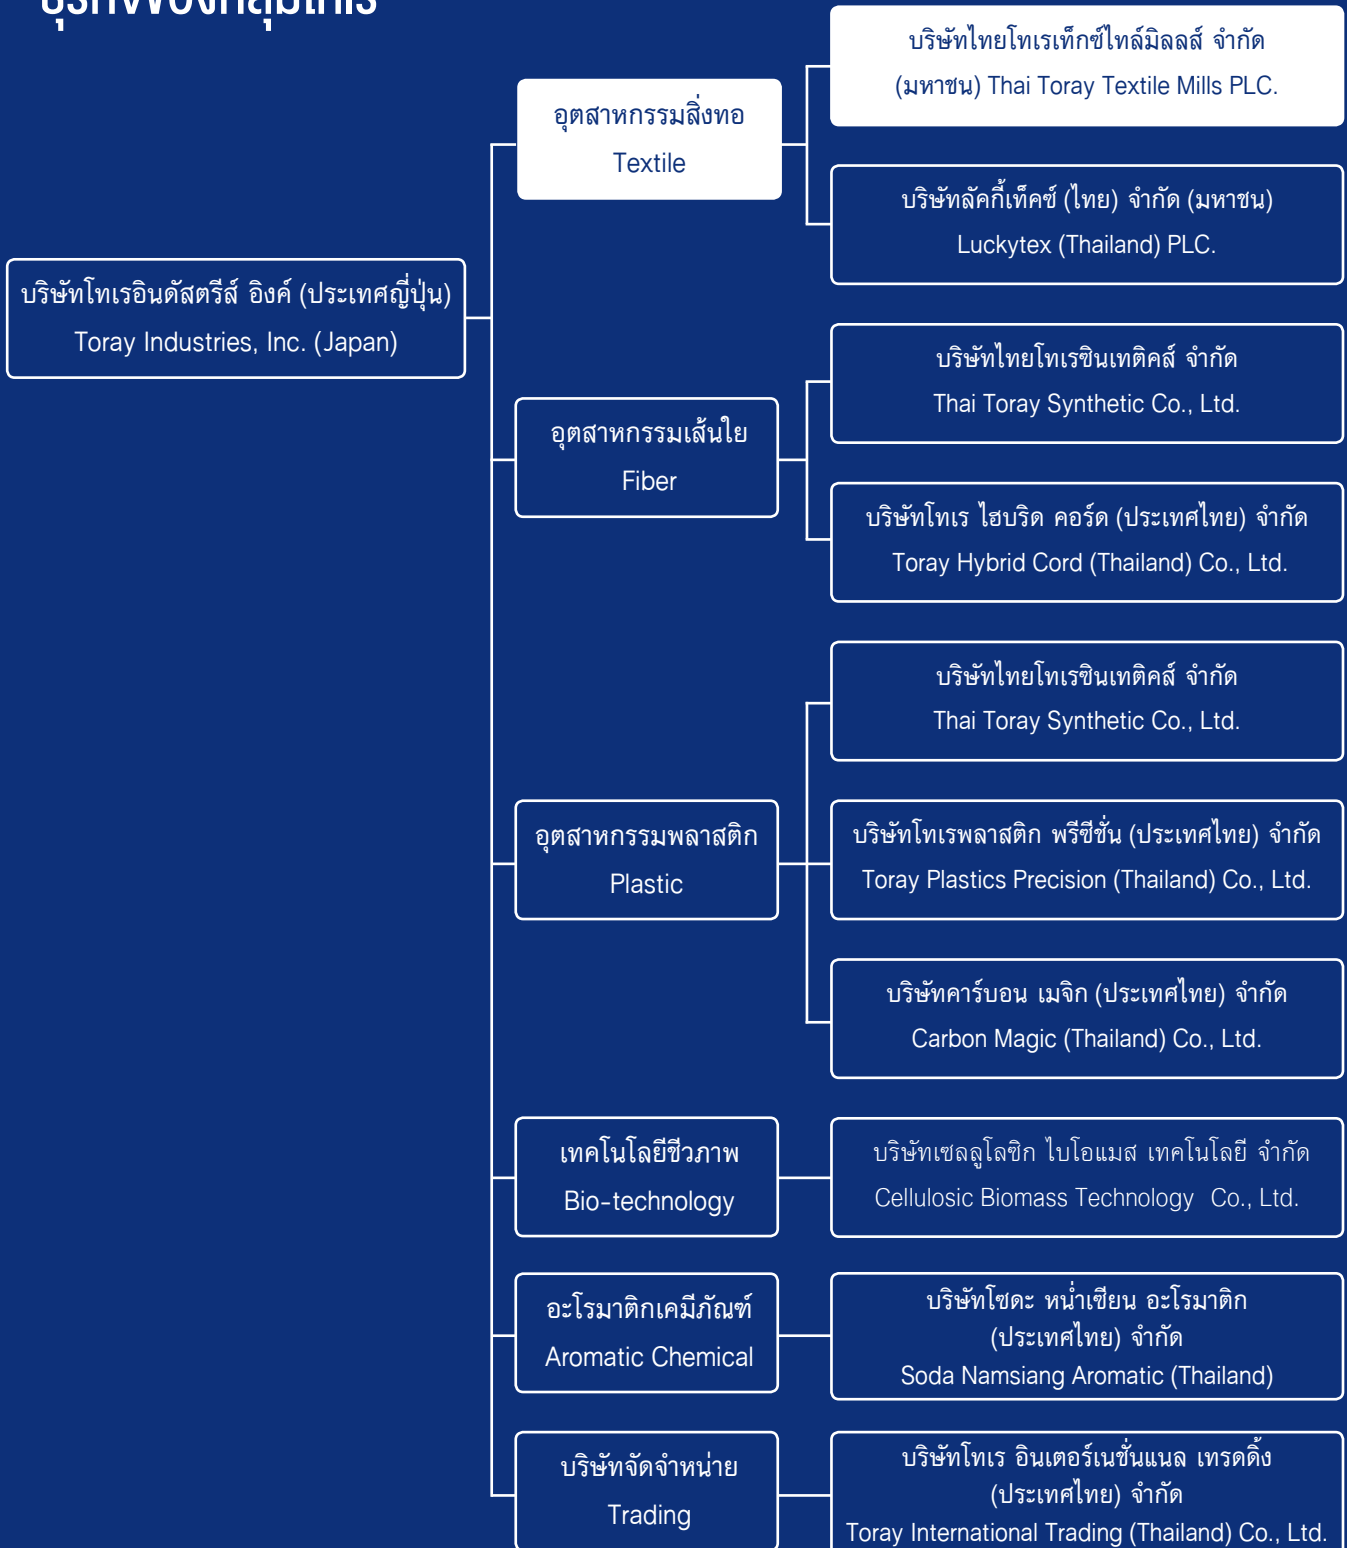 ธุรกิจของกลุ่มโทเร
บริษัทโทเรอินดัสตรีส์ อิงค์ (ประเทศญี่ปุ่น)
Toray Industries, Inc. (Japan)
อุตสาหกรรมสิ่งทอ
Textile
บริษัทไทยโทเรเท็กซ์ไทล์มิลลส์ จำกัด
(มหาชน) Thai Toray Textile Mills PLC.
บริษัทลัคกี้เท็คซ์ (ไทย) จำกัด (มหาชน)
Luckytex (Thailand) PLC.
อุตสาหกรรมเส้นใย
Fiber
บริษัทไทยโทเรซินเทติคส์ จำกัด
Thai Toray Synthetic Co., Ltd.
บริษัทโทเร ไฮบริด คอร์ด (ประเทศไทย) จำกัด
Toray Hybrid Cord (Thailand) Co., Ltd.
อุตสาหกรรมพลาสติก
Plastic
บริษัทไทยโทเรซินเทติคส์ จำกัด
Thai Toray Synthetic Co., Ltd.
บริษัทโทเรพลาสติก พรีซีชั่น (ประเทศไทย) จำกัด
Toray Plastics Precision (Thailand) Co., Ltd.
บริษัทคาร์บอน เมจิก (ประเทศไทย) จำกัด
Carbon Magic (Thailand) Co., Ltd.
เทคโนโลยีชีวภาพ
Bio-technology
บริษัทเซลลูโลซิก ไบโอแมส เทคโนโลยี จำกัด
Cellulosic Biomass Technology Co., Ltd.
อะโรมาติกเคมีภัณฑ์
Aromatic Chemical
บริษัทโซดะ หน่ำเซียน อะโรมาติก
(ประเทศไทย) จำกัด
Soda Namsiang Aromatic (Thailand)
บริษัทจัดจำหน่าย
Trading
บริษัทโทเร อินเตอร์เนชั่นแนล เทรดดิ้ง
(ประเทศไทย) จำกัด
Toray International Trading (Thailand) Co., Ltd.